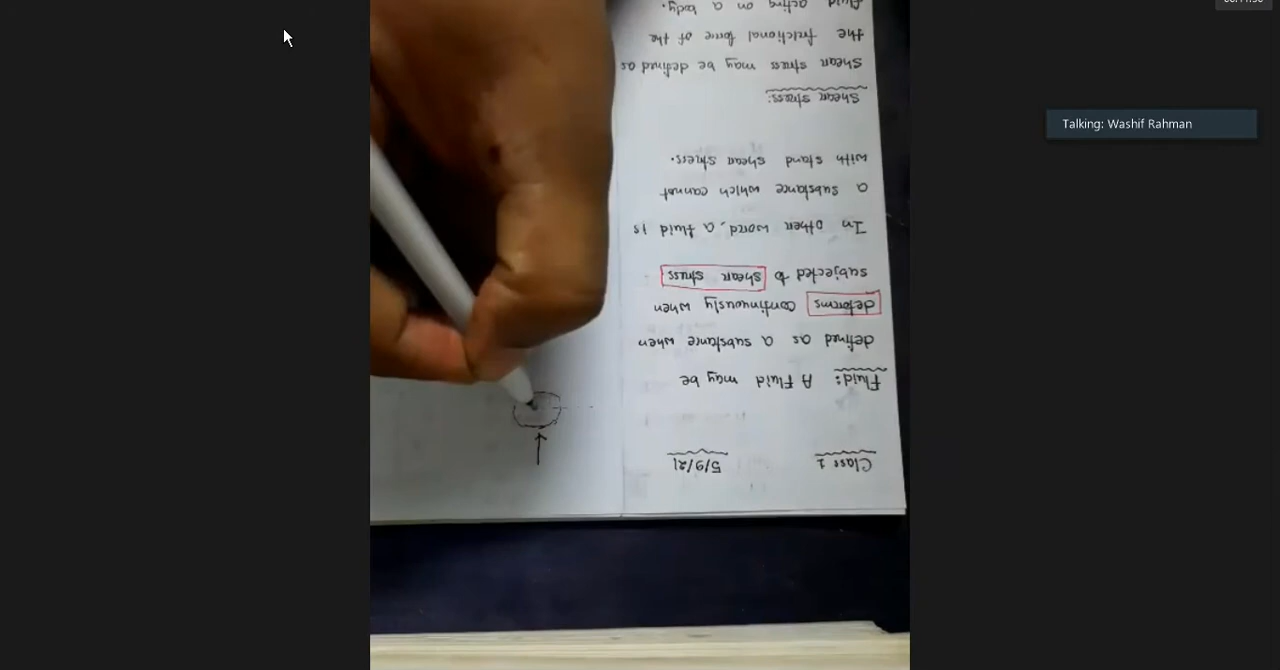 Talking: Washif Rahman
Class 1
5/9/21
Fluid: A fluid may be
defined as a substance when
deforms continuously when
subjected to shear stress
In other word, a fluid is
a substance which cannot
with stand shear stress.
Shear stress:
Shear stress may be defined as
the frictional force of the
fluid acting on a body.